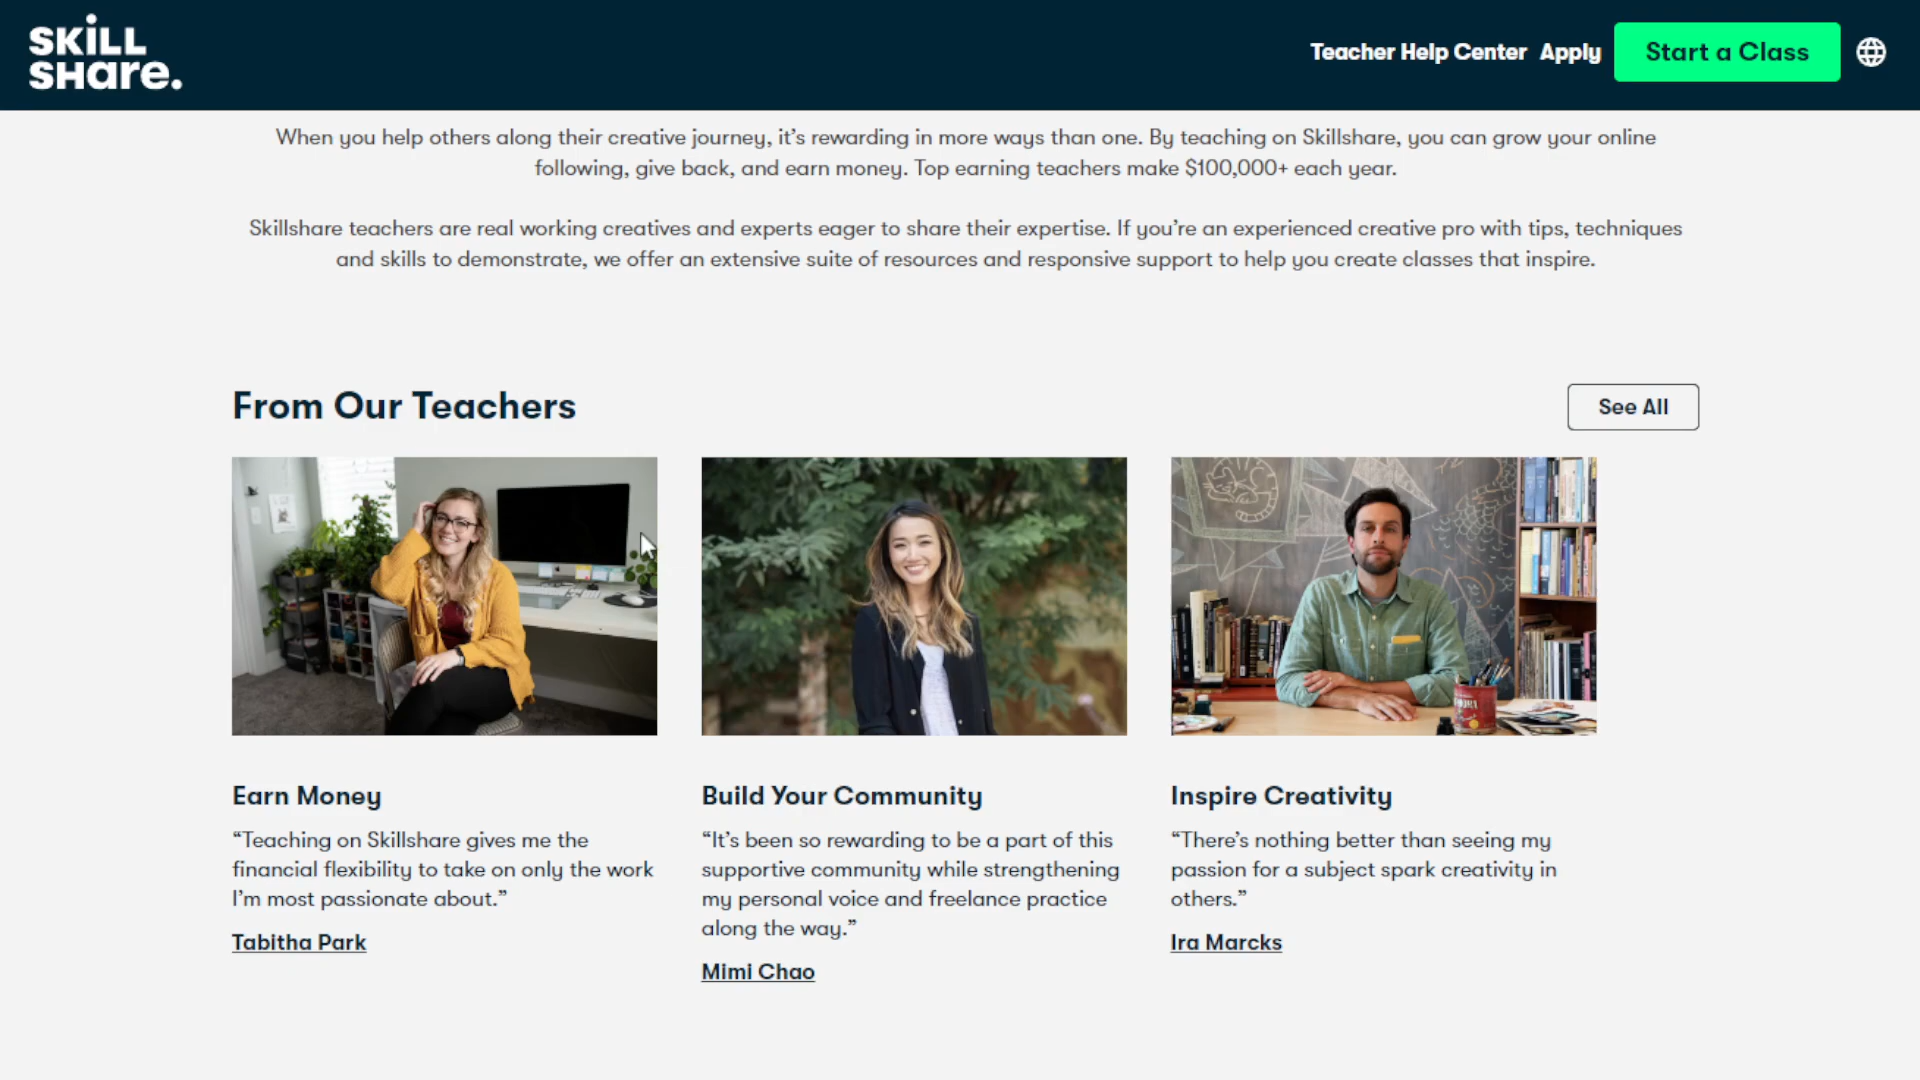 SKILL
SHare.
Teacher Help Center
Apply
Start a Class
When you help others along their creative journey, it’s rewarding in more ways than one. By teaching on Skillshare, you can grow your online
following, give back, and earn money. Top earning teachers make $100,000+ each year.
Skillshare teachers are real working creatives and experts eager to share their expertise. If you’re an experienced creative pro with tips, techniques
and skills to demonstrate, we offer an extensive suite of resources and responsive support to help you create classes that inspire.
From Our Teachers
See All
Earn Money
“Teaching on Skillshare gives me the
financial flexibility to take on only the work
I’m most passionate about.”
Tabitha Park
Build Your Community
“It’s been so rewarding to be a part of this
supportive community while strengthening
my personal voice and freelance practice
along the way.”
Mimi Chao
Inspire Creativity
“There’s nothing better than seeing my
passion for a subject spark creativity in
others.”
Ira Marcks